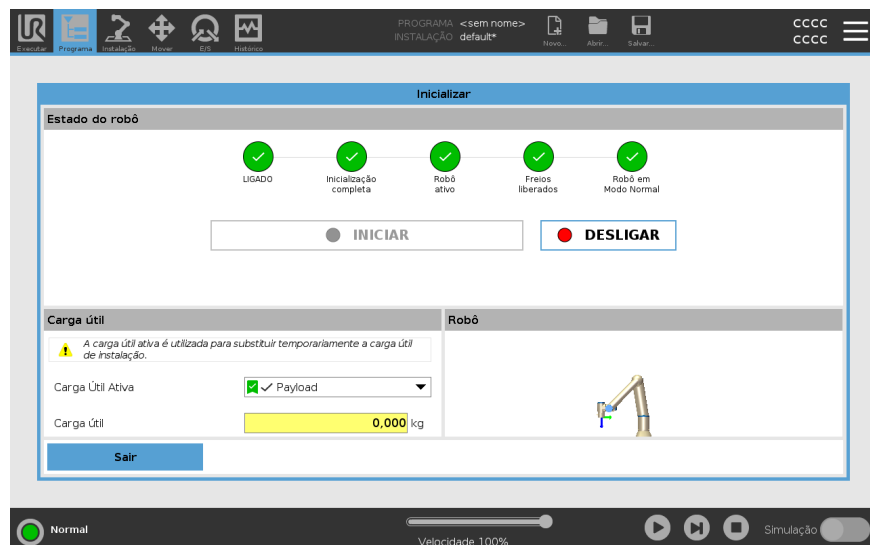 PROGRAMA <sem nome>
INSTALAÇÃO default*
CCCC
CCCC
Executar Programa Instalação Mover E/S Histórico Novo... Abrir... Salvar...
Inicializar
Estado do robô
LIGADO
Inicialização completa
Robô ativo
Freios liberados
Robô em Modo Normal
INICIAR DESLIGAR
Carga útil
Robô
A carga útil ativa é utilizada para substituir temporariamente a carga útil
de instalação.
Carga Útil Ativa Payload
Carga útil 0,000 kg
Sair
Normal
Velocidade 100%
Simulação